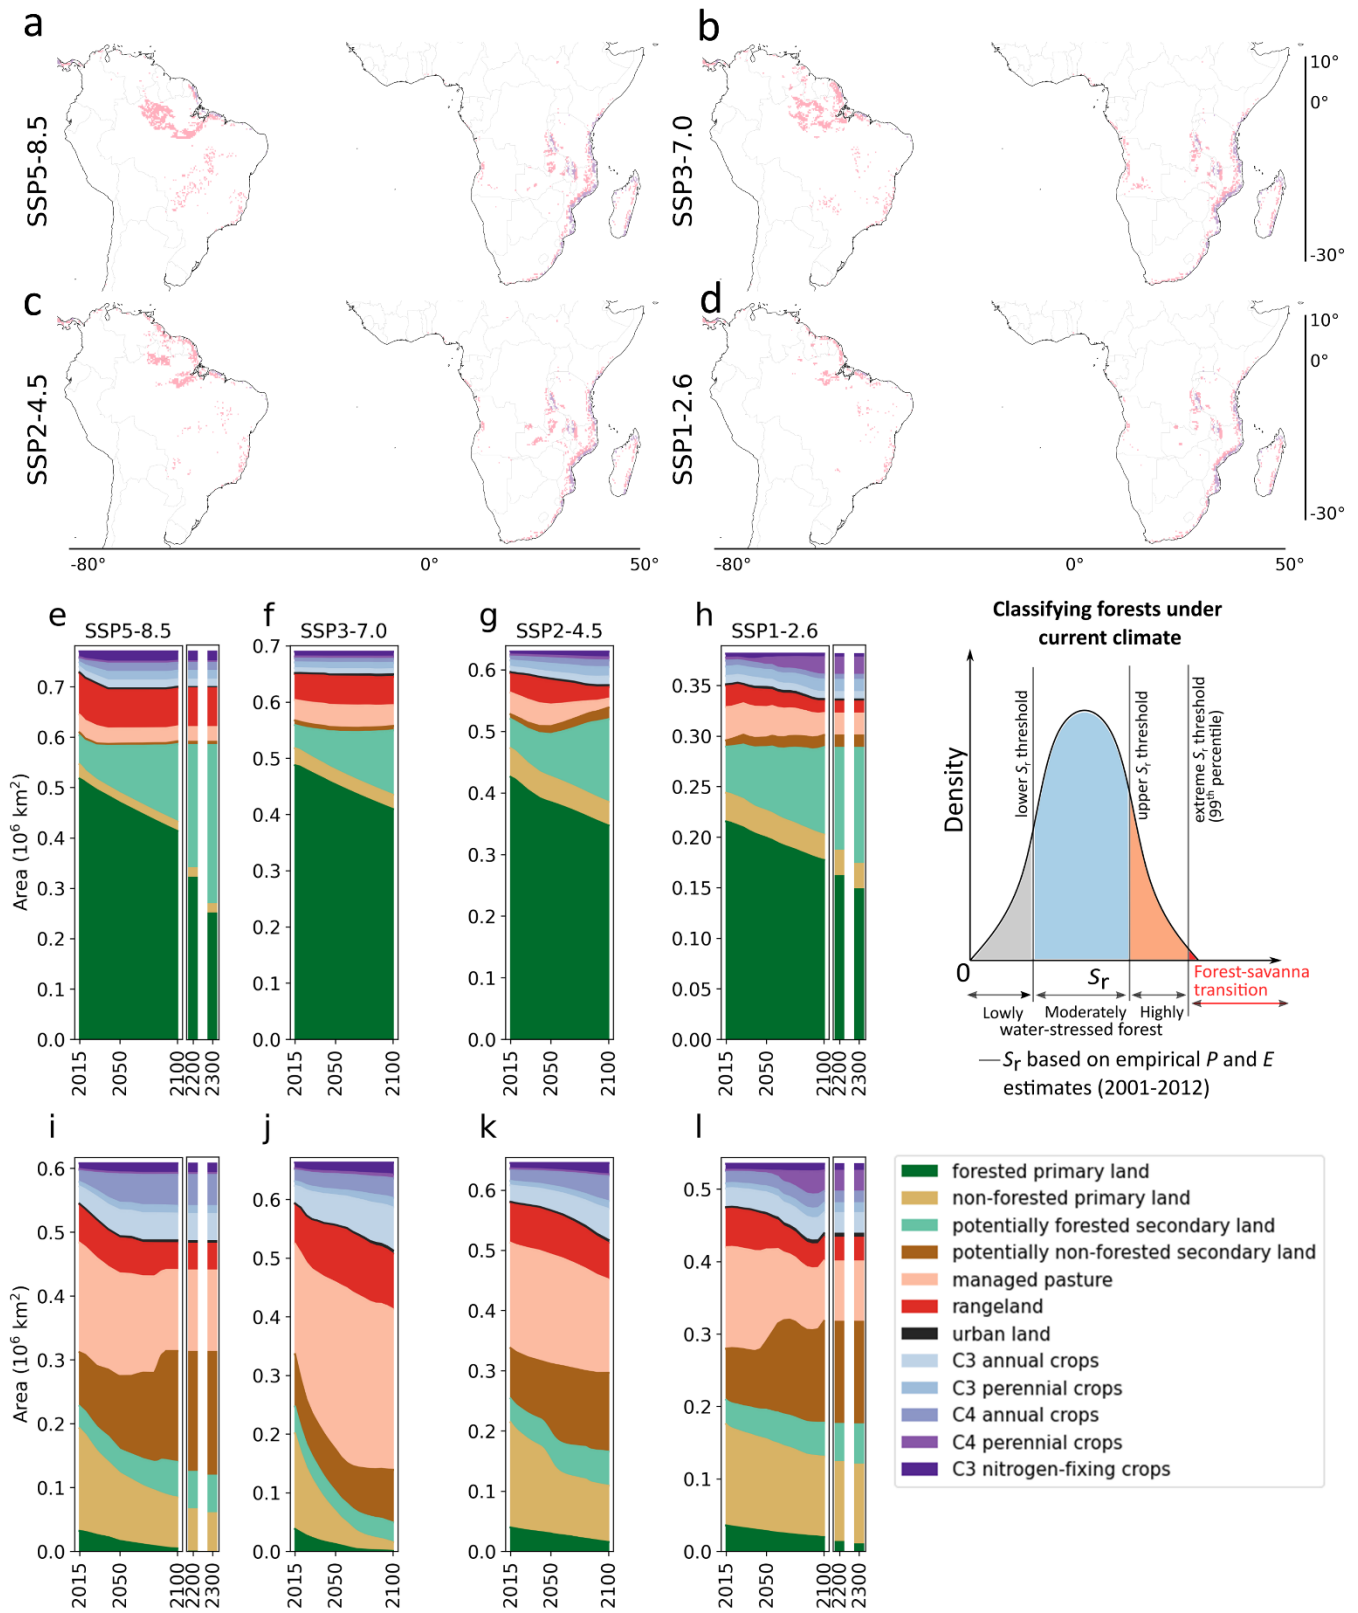 a
b
SSP5-8.5
SSP3-7.0
10°
0°
-30°
c
d
SSP2-4.5
SSP1-2.6
10°
0°
-30°
-80°
0°
50°
-80°
0°
50°
e
f
g
h
SSP5-8.5
SSP3-7.0
SSP2-4.5
SSP1-2.6
Area (10⁶ km²)
0.7
0.6
0.5
0.4
0.3
0.2
0.1
0.0
2015
2050
2100
2200
2300
0.7
0.6
0.5
0.4
0.3
0.2
0.1
0.0
2015
2050
2100
0.6
0.5
0.4
0.3
0.2
0.1
0.0
2015
2050
2100
0.35
0.30
0.25
0.20
0.15
0.10
0.05
0.00
2015
2050
2100
2200
2300
Classifying forests under
current climate
Density
lower Sr threshold
upper Sr threshold
extreme Sr threshold
(99th percentile)
0
Sr
Forest-savanna
transition
Lowly
Moderately
Highly
water-stressed forest
— Sr based on empirical P and E
estimates (2001-2012)
i
j
k
l
Area (10⁶ km²)
0.6
0.5
0.4
0.3
0.2
0.1
0.0
2015
2050
2100
2200
2300
0.6
0.5
0.4
0.3
0.2
0.1
0.0
2015
2050
2100
0.6
0.5
0.4
0.3
0.2
0.1
0.0
2015
2050
2100
0.5
0.4
0.3
0.2
0.1
0.0
2015
2050
2100
2200
2300
forested primary land
non-forested primary land
potentially forested secondary land
potentially non-forested secondary land
managed pasture
rangeland
urban land
C3 annual crops
C3 perennial crops
C4 annual crops
C4 perennial crops
C3 nitrogen-fixing crops